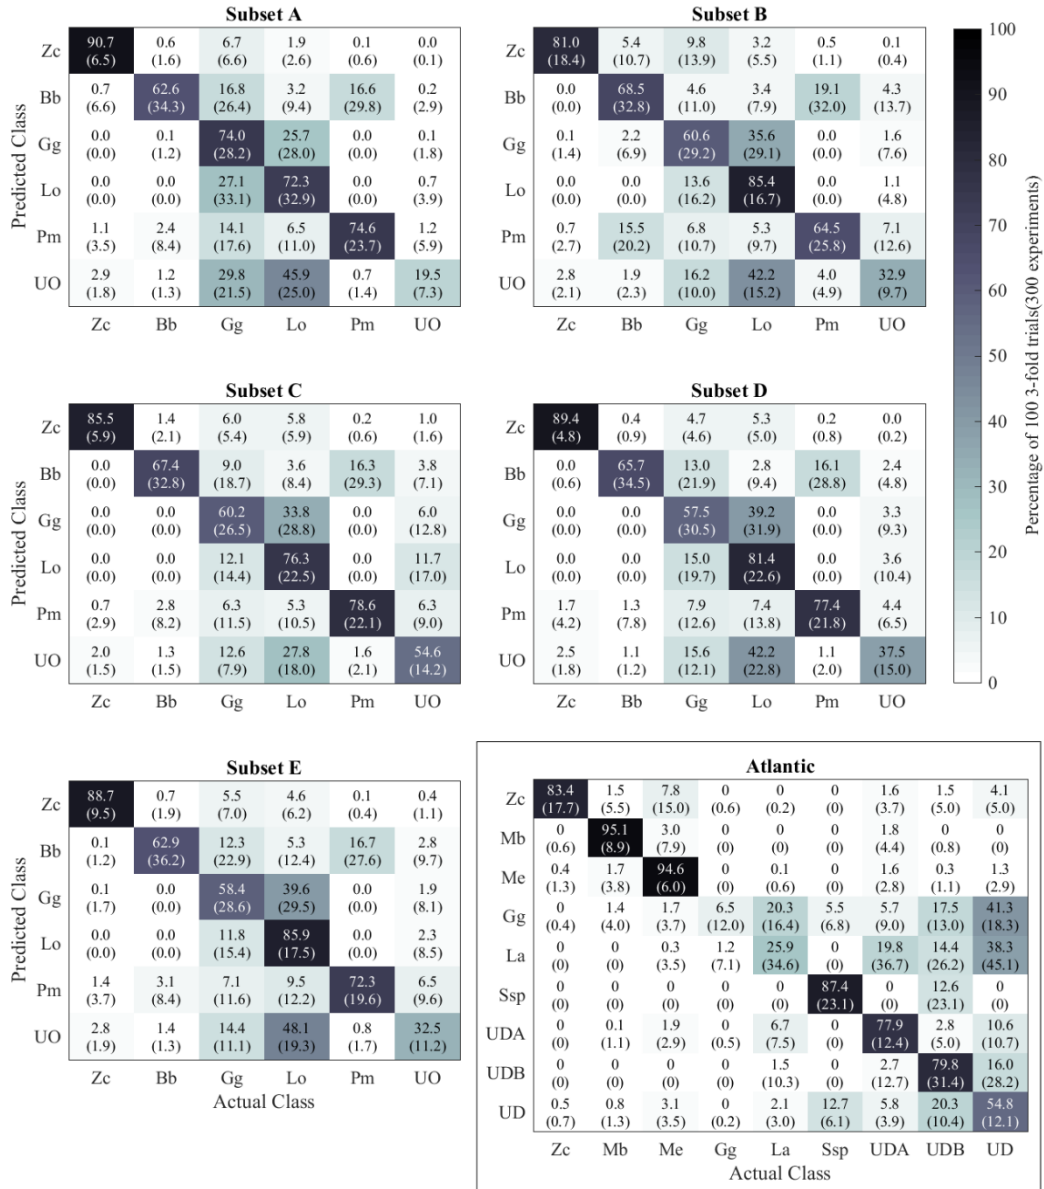 Subset A
Zc 90.7 0.6 6.7 1.9 0.1 0.0
(6.5) (1.6) (6.6) (2.6) (0.6) (0.1)
Bb 0.7 62.6 16.8 3.2 16.6 0.2
(6.6) (34.3) (26.4) (9.4) (29.8) (2.9)
Gg 0.0 0.1 74.0 25.7 0.0 0.1
(0.0) (1.2) (28.2) (28.0) (0.0) (1.8)
Lo 0.0 0.0 27.1 72.3 0.0 0.7
(0.0) (0.0) (33.1) (32.9) (0.0) (3.9)
Pm 1.1 2.4 14.1 6.5 74.6 1.2
(3.5) (8.4) (17.6) (11.0) (23.7) (5.9)
UO 2.9 1.2 29.8 45.9 0.7 19.5
(1.8) (1.3) (21.5) (25.0) (1.4) (7.3)
Zc Bb Gg Lo Pm UO
Predicted Class
Subset B
81.0 5.4 9.8 3.2 0.5 0.1
Zc (18.4) (10.7) (13.9) (5.5) (1.1) (0.4)
Bb 0.0 68.5 4.6 3.4 19.1 4.3
(0.0) (32.8) (11.0) (7.9) (32.0) (13.7)
Gg 0.1 2.2 60.6 35.6 0.0 1.6
(1.4) (6.9) (29.2) (29.1) (0.0) (7.6)
Lo 0.0 0.0 13.6 85.4 0.0 1.1
(0.0) (0.0) (16.2) (16.7) (0.0) (4.8)
Pm 0.7 15.5 6.8 5.3 64.5 7.1
(2.7) (20.2) (10.7) (9.7) (25.8) (12.6)
UO 2.8 1.9 16.2 42.2 4.0 32.9
(2.1) (2.3) (10.0) (15.2) (4.9) (9.7)
Zc Bb Gg Lo Pm UO
100
90
80
70
60
50
40
30
20
10
0
Percentage of 100 3-fold trials(300 experiments)
Subset C
Zc 85.5 1.4 6.0 5.8 0.2 1.0
(5.9) (2.1) (5.4) (5.9) (0.6) (1.6)
Bb 0.0 67.4 9.0 3.6 16.3 3.8
(0.0) (32.8) (18.7) (8.4) (29.3) (7.1)
Gg 0.0 0.0 60.2 33.8 0.0 6.0
(0.0) (0.0) (26.5) (28.8) (0.0) (12.8)
Lo 0.0 0.0 12.1 76.3 0.0 11.7
(0.0) (0.0) (14.4) (22.5) (0.0) (17.0)
Pm 0.7 2.8 6.3 5.3 78.6 6.3
(2.9) (8.2) (11.5) (10.5) (22.1) (9.0)
UO 2.0 1.3 12.6 27.8 1.6 54.6
(1.5) (1.5) (7.9) (18.0) (2.1) (14.2)
Zc Bb Gg Lo Pm UO
Predicted Class
Subset D
Zc 89.4 0.4 4.7 5.3 0.2 0.0
(4.8) (0.9) (4.6) (5.0) (0.8) (0.2)
Bb 0.0 65.7 13.0 2.8 16.1 2.4
(0.6) (34.5) (21.9) (9.4) (28.8) (4.8)
Gg 0.0 0.0 57.5 39.2 0.0 3.3
(0.0) (0.0) (30.5) (31.9) (0.0) (9.3)
Lo 0.0 0.0 15.0 81.4 0.0 3.6
(0.0) (0.0) (19.7) (22.6) (0.0) (10.4)
Pm 1.7 1.3 7.9 7.4 77.4 4.4
(4.2) (7.8) (12.6) (13.8) (21.8) (6.5)
UO 2.5 1.1 15.6 42.2 1.1 37.5
(1.8) (1.2) (12.1) (22.8) (2.0) (15.0)
Zc Bb Gg Lo Pm UO
Subset E
Zc 88.7 0.7 5.5 4.6 0.1 0.4
(9.5) (1.9) (7.0) (6.2) (0.4) (1.1)
Bb 0.1 62.9 12.3 5.3 16.7 2.8
(1.2) (36.2) (22.9) (12.4) (27.6) (9.7)
Gg 0.1 0.0 58.4 39.6 0.0 1.9
(1.7) (0.0) (28.6) (29.5) (0.0) (8.1)
Lo 0.0 0.0 11.8 85.9 0.0 2.3
(0.0) (0.0) (15.4) (17.5) (0.0) (8.5)
Pm 1.4 3.1 7.1 9.5 72.3 6.5
(3.7) (8.4) (11.6) (12.2) (19.6) (9.6)
UO 2.8 1.4 14.4 48.1 0.8 32.5
(1.9) (1.3) (11.1) (19.3) (1.7) (11.2)
Zc Bb Gg Lo Pm UO
Actual Class
Predicted Class
Atlantic
Zc 83.4 1.5 7.8 0 0 0 1.6 1.5 4.1
(17.7) (5.5) (15.0) (0.6) (0.2) (0) (3.7) (5.0) (5.0)
Mb 0 95.1 3.0 0 0 0 1.8 0 0
(0.6) (8.9) (7.9) (0) (0) (0) (4.4) (0.8) (0)
Me 0.4 1.7 94.6 0 0.1 0 1.6 0.3 1.3
(1.3) (3.8) (6.0) (0) (0.6) (0) (2.8) (1.1) (2.9)
Gg 0 1.4 1.7 6.5 20.3 5.5 5.7 17.5 41.3
(0.4) (4.0) (3.7) (12.0) (16.4) (6.8) (9.0) (13.0) (18.3)
La 0 0 0.3 1.2 25.9 0 19.8 14.4 38.3
(0) (0) (3.5) (7.1) (34.6) (0) (36.7) (26.2) (45.1)
Ssp 0 0 0 0 0 87.4 0 12.6 0
(0) (0) (0) (0) (0) (23.1) (0) (23.1) (0)
UDA 0 0.1 1.9 0 6.7 0 77.9 2.8 10.6
(0) (1.1) (2.9) (0.5) (7.5) (0) (12.4) (5.0) (10.7)
UDB 0 0 0 0 1.5 0 2.7 79.8 16.0
(0) (0) (0) (0) (10.3) (0) (12.7) (31.4) (28.2)
UD 0.5 0.8 3.1 0 2.1 12.7 5.8 20.3 54.8
(0.7) (1.3) (3.5) (0.2) (3.0) (6.1) (3.9) (10.4) (12.1)
Zc Mb Me Gg La Ssp UDA UDB UD
Actual Class